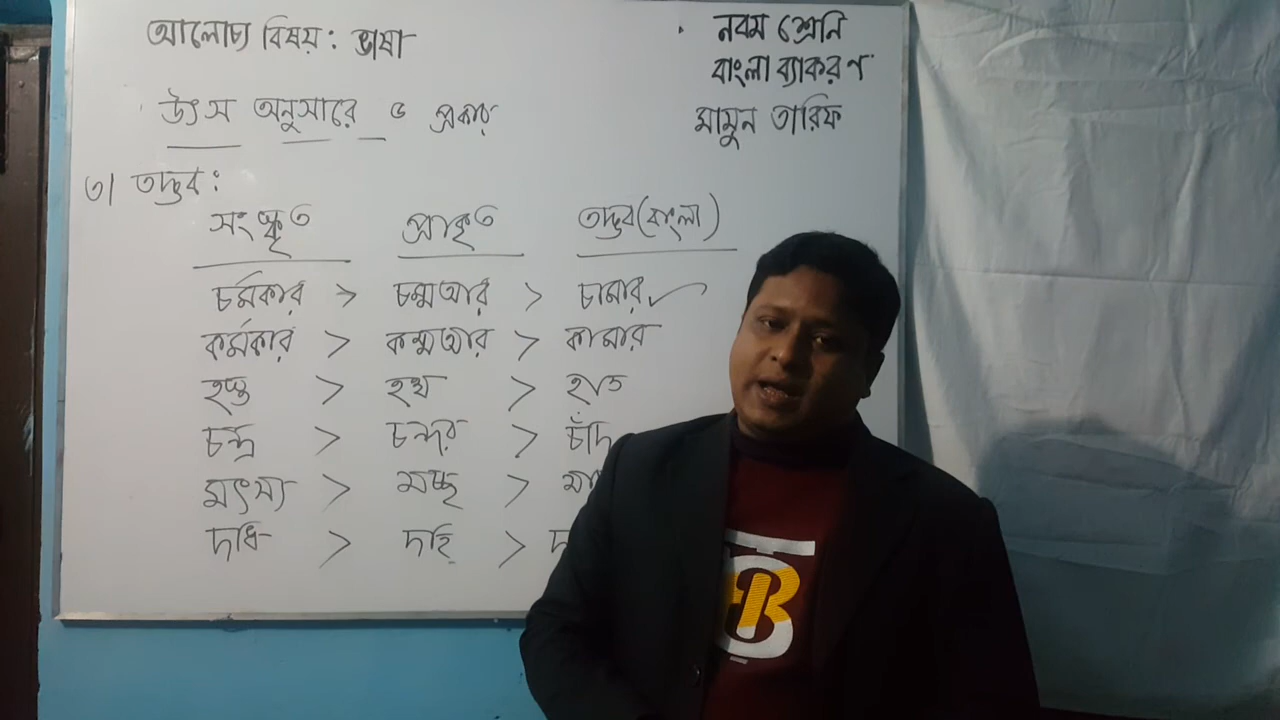 আলোচ্য বিষয়: ভাষা
নবম শ্রেনি
বাংলা ব্যাকরণ
মামুন তারিফ
উৎস অনুসারে ৫ প্রকার
৩। তদ্ভব:
সংস্কৃত প্রাকৃত তদ্ভব (বাংলা)
চর্মকার > চম্মআর > চামার
কর্মকার > কম্মআর > কামার
হস্ত > হত্থ > হাত
চন্দ্র > চন্দর > চাঁদ
মৎস্য > মচ্ছ > মা
দধি > দহি > দ
B